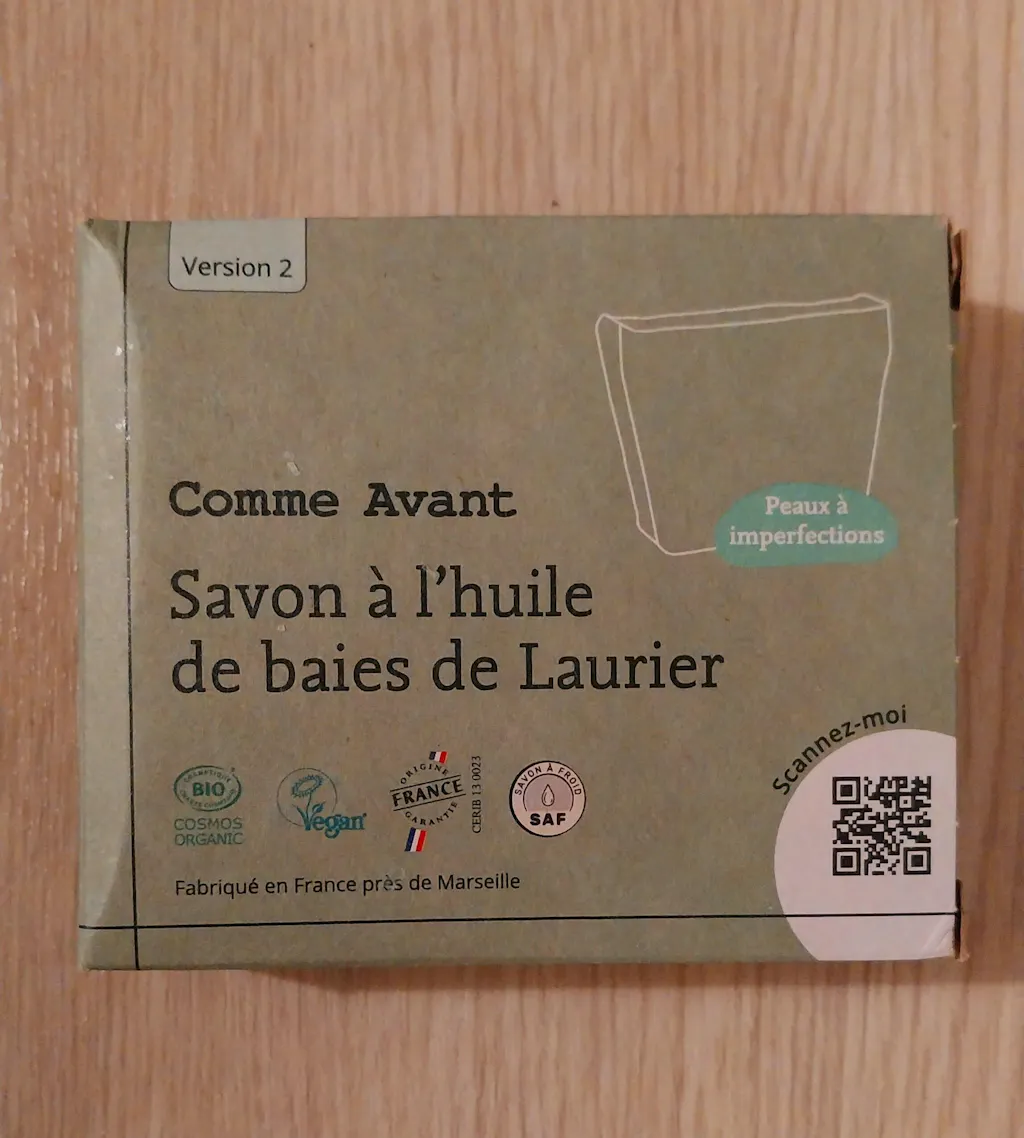 Version 2
Comme Avant
Peaux à
imperfections
Savon à l'huile
de baies de Laurier
Scannez-moi
COSMÉTIQUE
BIO
COSMOS
ORGANIC
Vegan
ORIGINE
FRANCE
GARANTIE
CERIB 13 0023
SAVON À FROID
SAF
Fabriqué en France près de Marseille